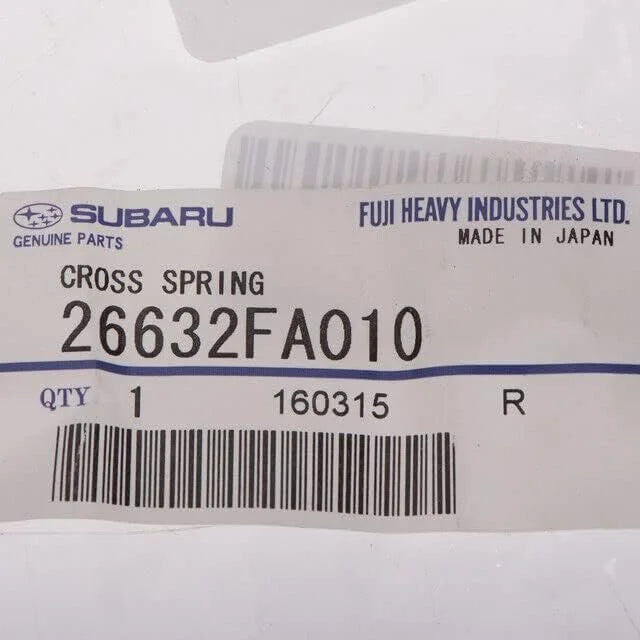 SUBARU FUJI HEAVY INDUSTRIES LTD.
GENUINE PARTS MADE IN JAPAN
CROSS SPRING
26632FA010
QTY 1 160315 R